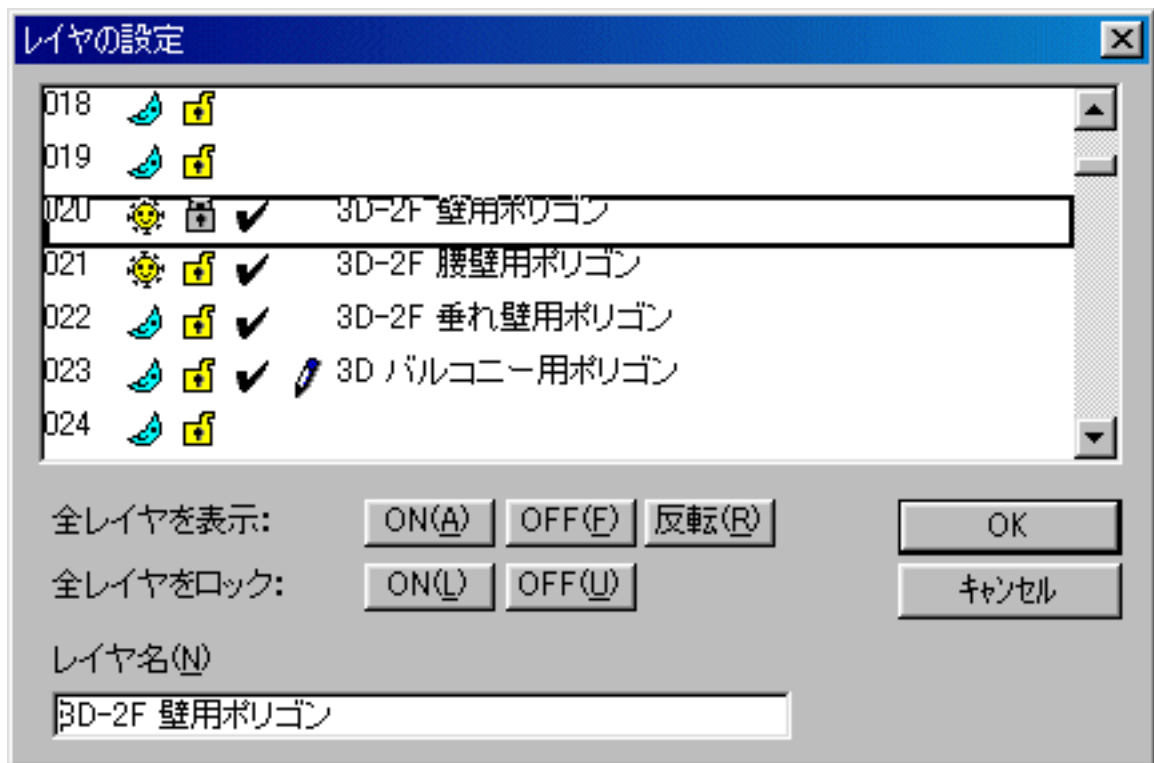 レイヤの設定
018
019
020 3D-2F 壁用ポリゴン
021 3D-2F 腰壁用ポリゴン
022 3D-2F 垂れ壁用ポリゴン
023 3D バルコニー用ポリゴン
024
全レイヤを表示: ON(A) OFF(F) 反転(R) OK
全レイヤをロック: ON(L) OFF(U) キャンセル
レイヤ名(N)
3D-2F 壁用ポリゴン